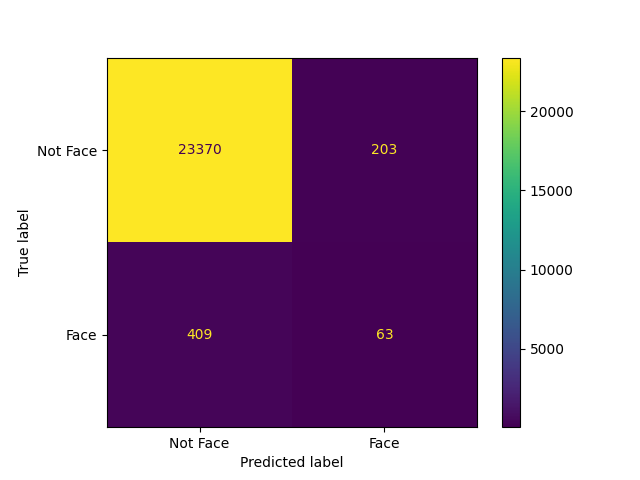 Not Face
Face
True label
23370
203
409
63
Not Face
Face
Predicted label
20000
15000
10000
5000